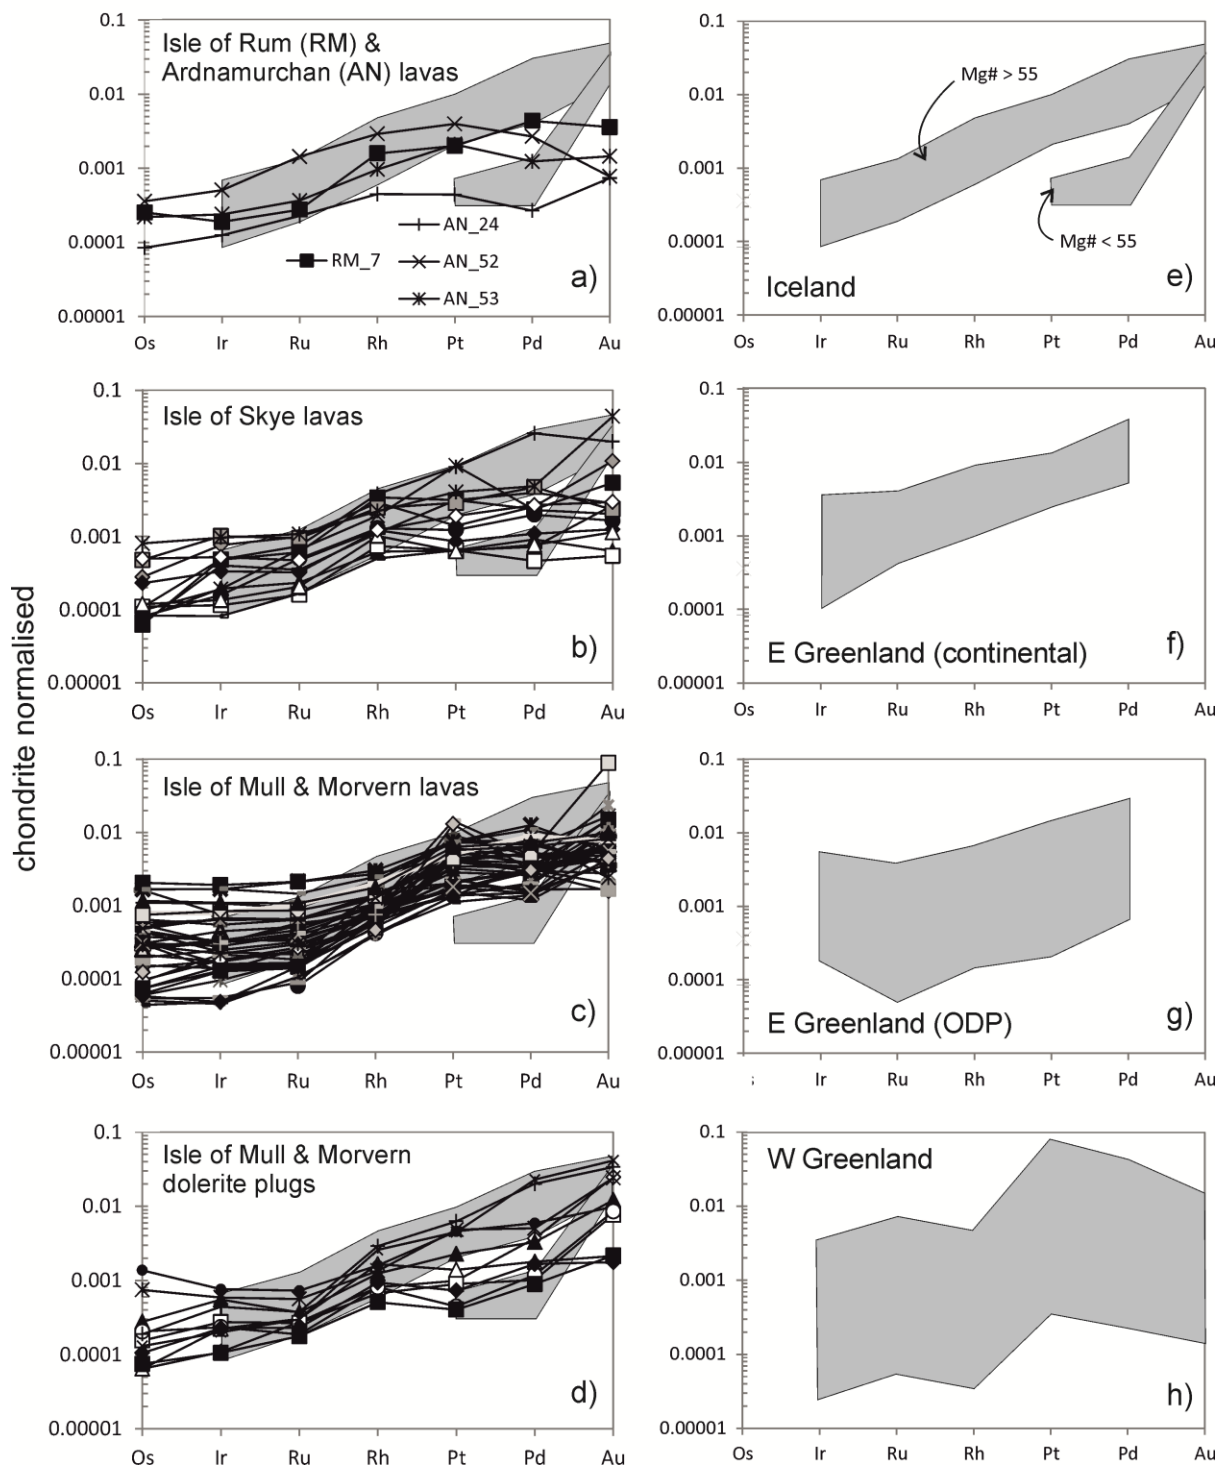 chondrite normalised
0.1
0.01
0.001
0.0001
0.00001
Isle of Rum (RM) &
Ardnamurchan (AN) lavas
AN_24
RM_7
AN_52
AN_53
a)
Os Ir Ru Rh Pt Pd Au
0.1
0.01
0.001
0.0001
0.00001
Mg# > 55
Mg# < 55
Iceland
e)
Os Ir Ru Rh Pt Pd Au
0.1
0.01
0.001
0.0001
0.00001
Isle of Skye lavas
b)
Os Ir Ru Rh Pt Pd Au
0.1
0.01
0.001
0.0001
0.00001
E Greenland (continental)
f)
Os Ir Ru Rh Pt Pd Au
0.1
0.01
0.001
0.0001
0.00001
Isle of Mull & Morvern lavas
c)
Os Ir Ru Rh Pt Pd Au
0.1
0.01
0.001
0.0001
0.00001
E Greenland (ODP)
g)
Ir Ru Rh Pt Pd Au
0.1
0.01
0.001
0.0001
0.00001
Isle of Mull & Morvern
dolerite plugs
d)
Os Ir Ru Rh Pt Pd Au
0.1
0.01
0.001
0.0001
0.00001
W Greenland
h)
Os Ir Ru Rh Pt Pd Au